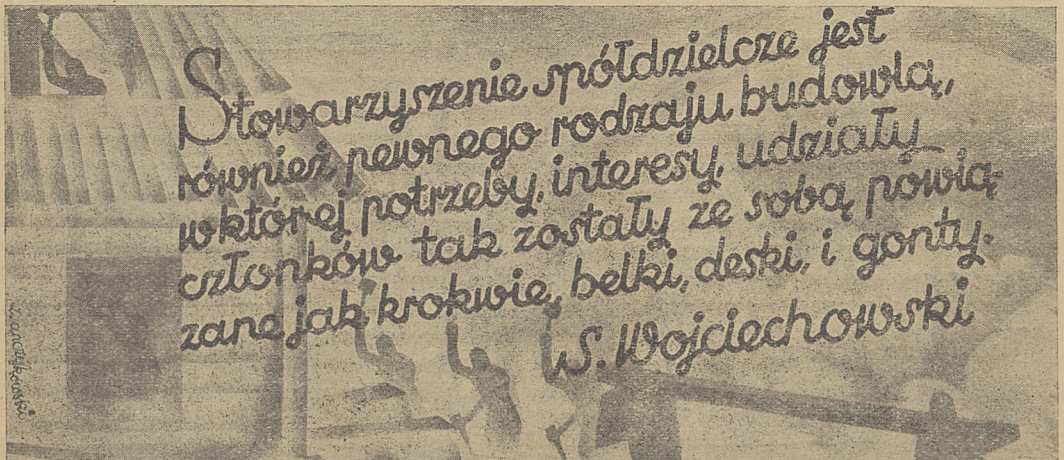 Stowarzyszenie spółdzielcze jest
również pewnego rodzaju budowlą,
w której potrzeby, interesy, udziały
członków tak zostały ze sobą powią-
zane jak krokwie, belki, deski, i gonty.
S. Wojciechowski